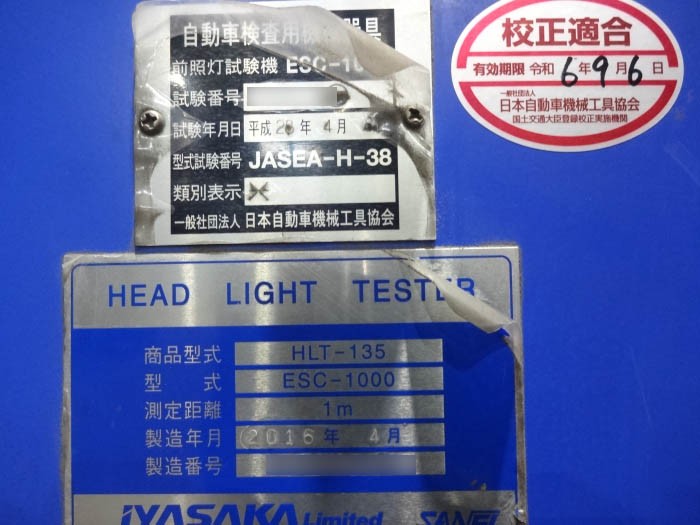 自動車検査用機械器具
前照灯試験機 ESC-10
試験番号
試験年月日 平成28年 4月
型式試験番号 JASEA-H-38
類別表示
一般社団法人 日本自動車機械工具協会
校正適合
有効期限 令和 6年9月6日
一般社団法人
日本自動車機械工具協会
国土交通大臣登録校正実施機関
HEAD LIGHT TESTER
商品型式 HLT-135
型式 ESC-1000
測定距離 1m
製造年月 2016年 4月
製造番号
iYASAKA Limited SANEI